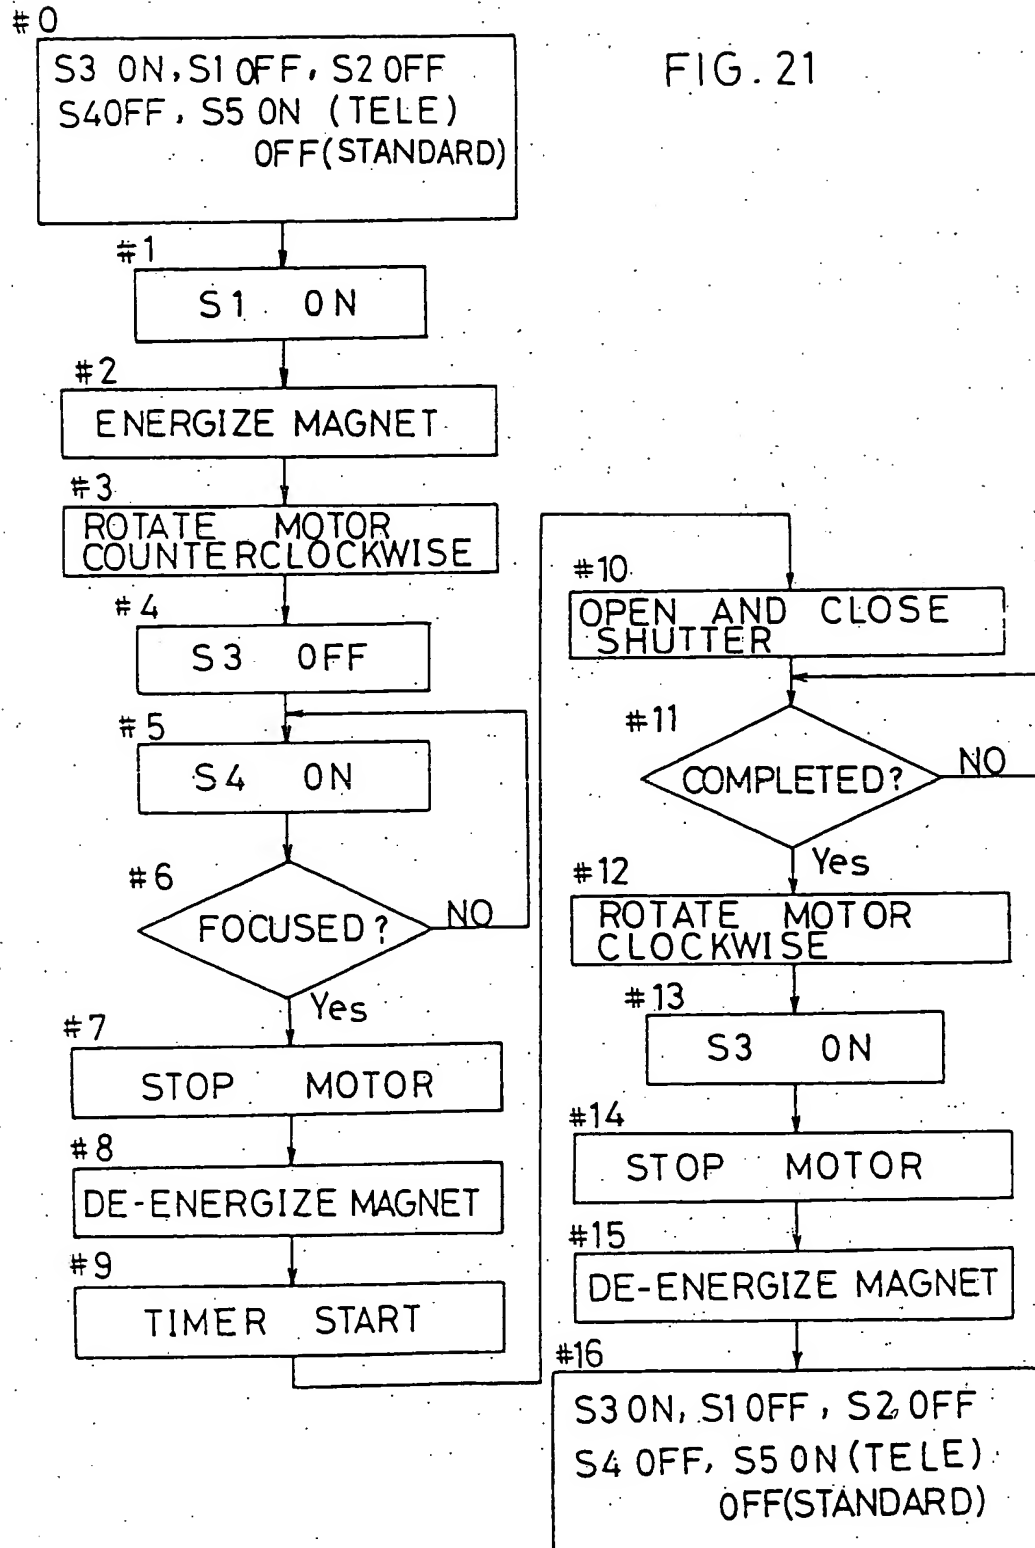 FIG. 21
#0
S3 ON, S1 OFF, S2 OFF
S4 OFF, S5 ON (TELE)
OFF(STANDARD)
#1
S1 ON
#2
ENERGIZE MAGNET
#3
ROTATE MOTOR
COUNTERCLOCKWISE
#4
S3 OFF
#5
S4 ON
#6
FOCUSED?
NO
Yes
#7
STOP MOTOR
#8
DE-ENERGIZE MAGNET
#9
TIMER START
#10
OPEN AND CLOSE
SHUTTER
#11
COMPLETED?
NO
Yes
#12
ROTATE MOTOR
CLOCKWISE
#13
S3 ON
#14
STOP MOTOR
#15
DE-ENERGIZE MAGNET
#16
S3 ON, S1 OFF, S2 OFF
S4 OFF, S5 ON (TELE)
OFF(STANDARD)